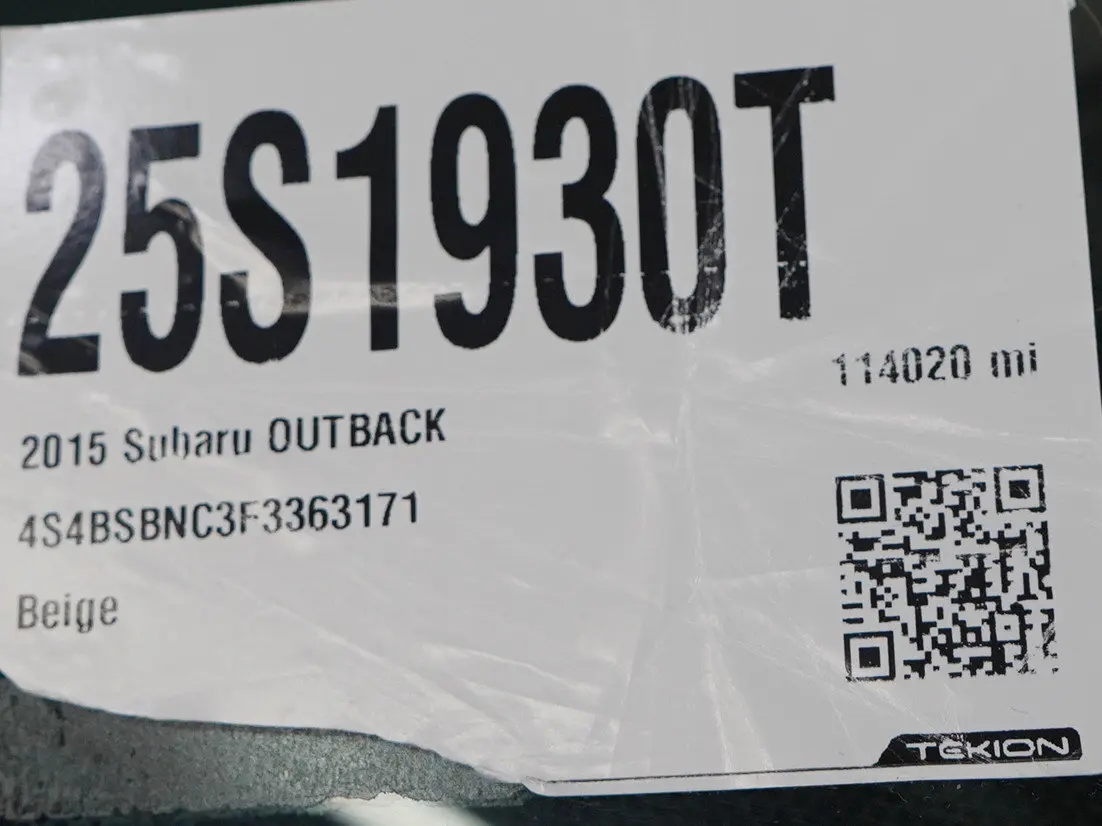 25S1930T
114020 mi
2015 Subaru OUTBACK
4S4BSBNC3F3363171
Beige
TEKION